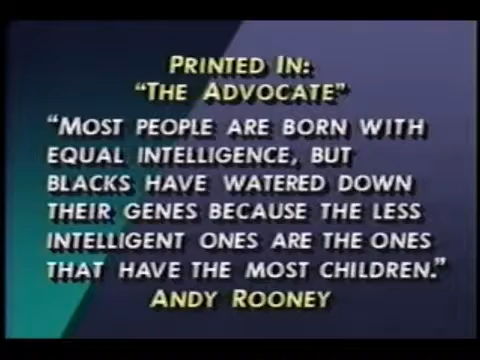 PRINTED IN:
"THE ADVOCATE"
"MOST PEOPLE ARE BORN WITH
EQUAL INTELLIGENCE, BUT
BLACKS HAVE WATERED DOWN
THEIR GENES BECAUSE THE LESS
INTELLIGENT ONES ARE THE ONES
THAT HAVE THE MOST CHILDREN."
ANDY ROONEY